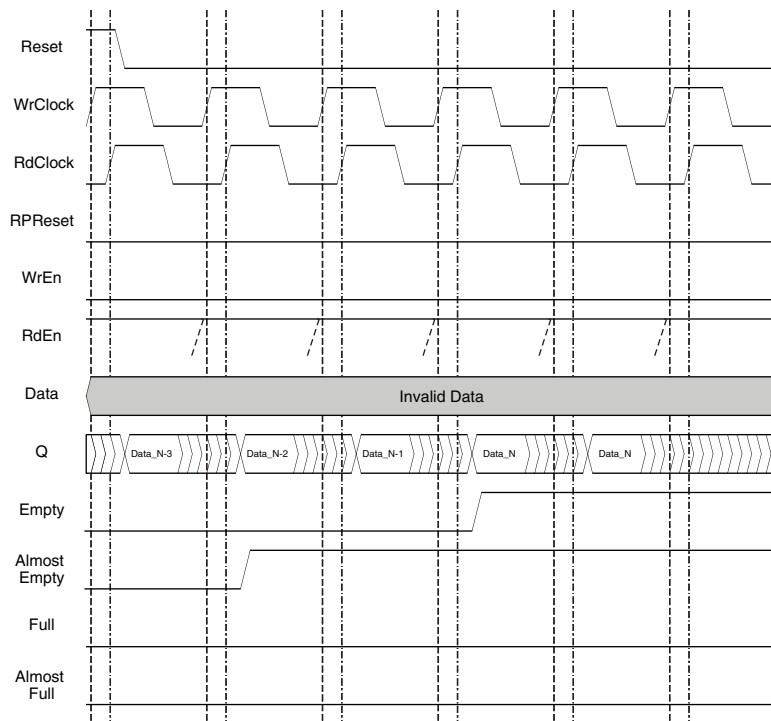 Reset
WrClock
RdClock
RPReset
WrEn
RdEn
Data
Invalid Data
Q
Data_N-3
Data_N-2
Data_N-1
Data_N
Data_N
Empty
Almost
Empty
Full
Almost
Full